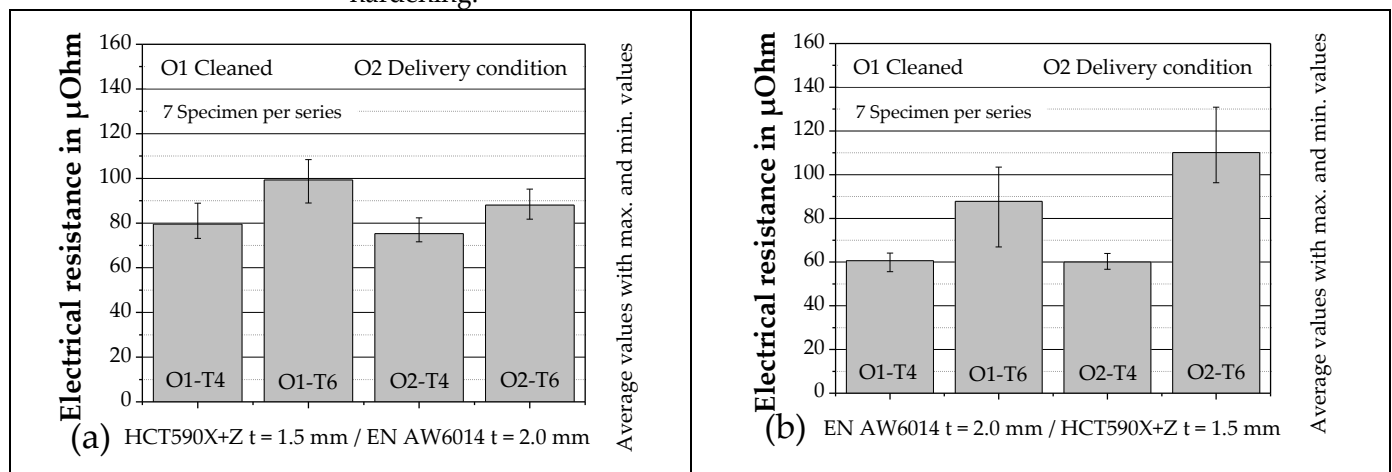 hardening.
Electrical resistance in µOhm
160
140
120
100
80
60
40
20
0
O1 Cleaned O2 Delivery condition
7 Specimen per series
O1-T4 O1-T6 O2-T4 O2-T6
Average values with max. and min. values
(a) HCT590X+Z t = 1.5 mm / EN AW6014 t = 2.0 mm
Electrical resistance in µOhm
160
140
120
100
80
60
40
20
0
O1 Cleaned O2 Delivery condition
7 Specimen per series
O1-T4 O1-T6 O2-T4 O2-T6
Average values with max. and min. values
(b) EN AW6014 t = 2.0 mm / HCT590X+Z t = 1.5 mm